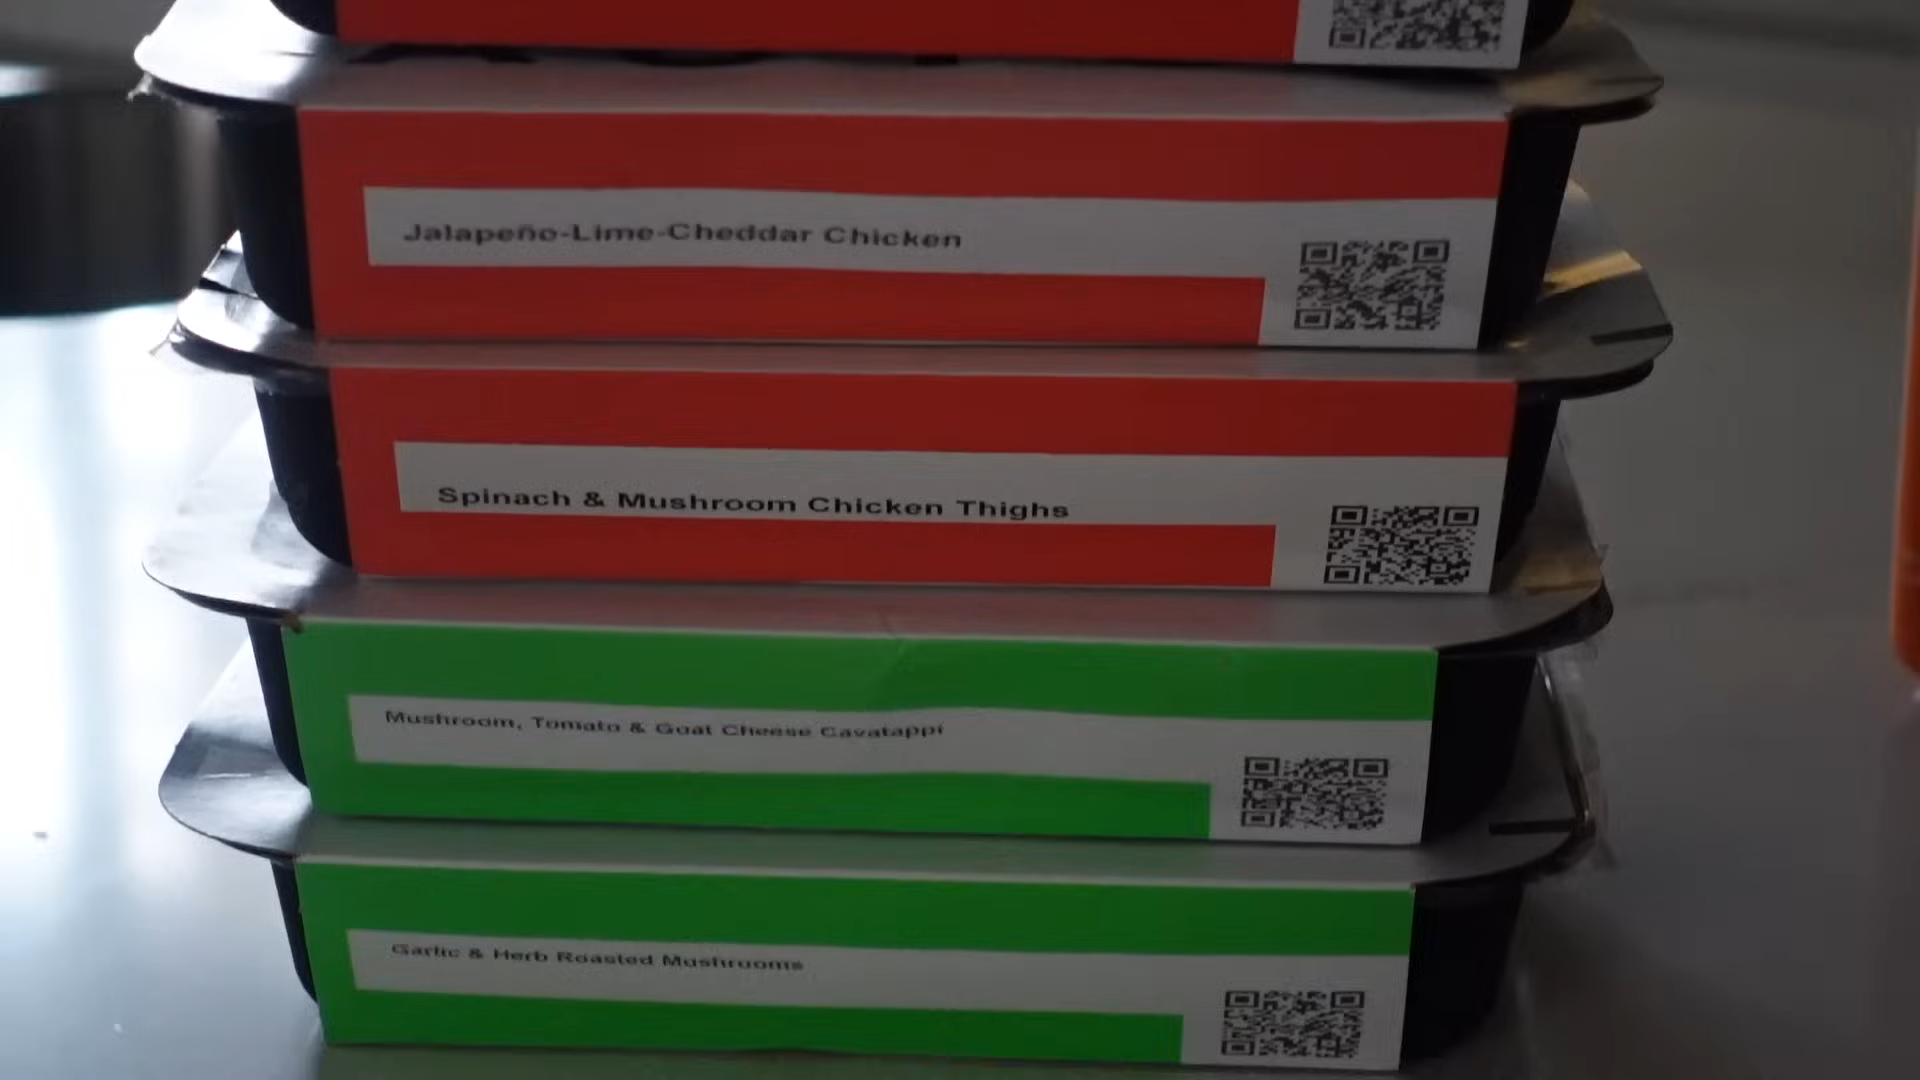 Jalapeño-Lime-Cheddar Chicken
Spinach & Mushroom Chicken Thighs
Mushroom, Tomato & Goat Cheese Cavatappi
Garlic & Herb Roasted Mushrooms